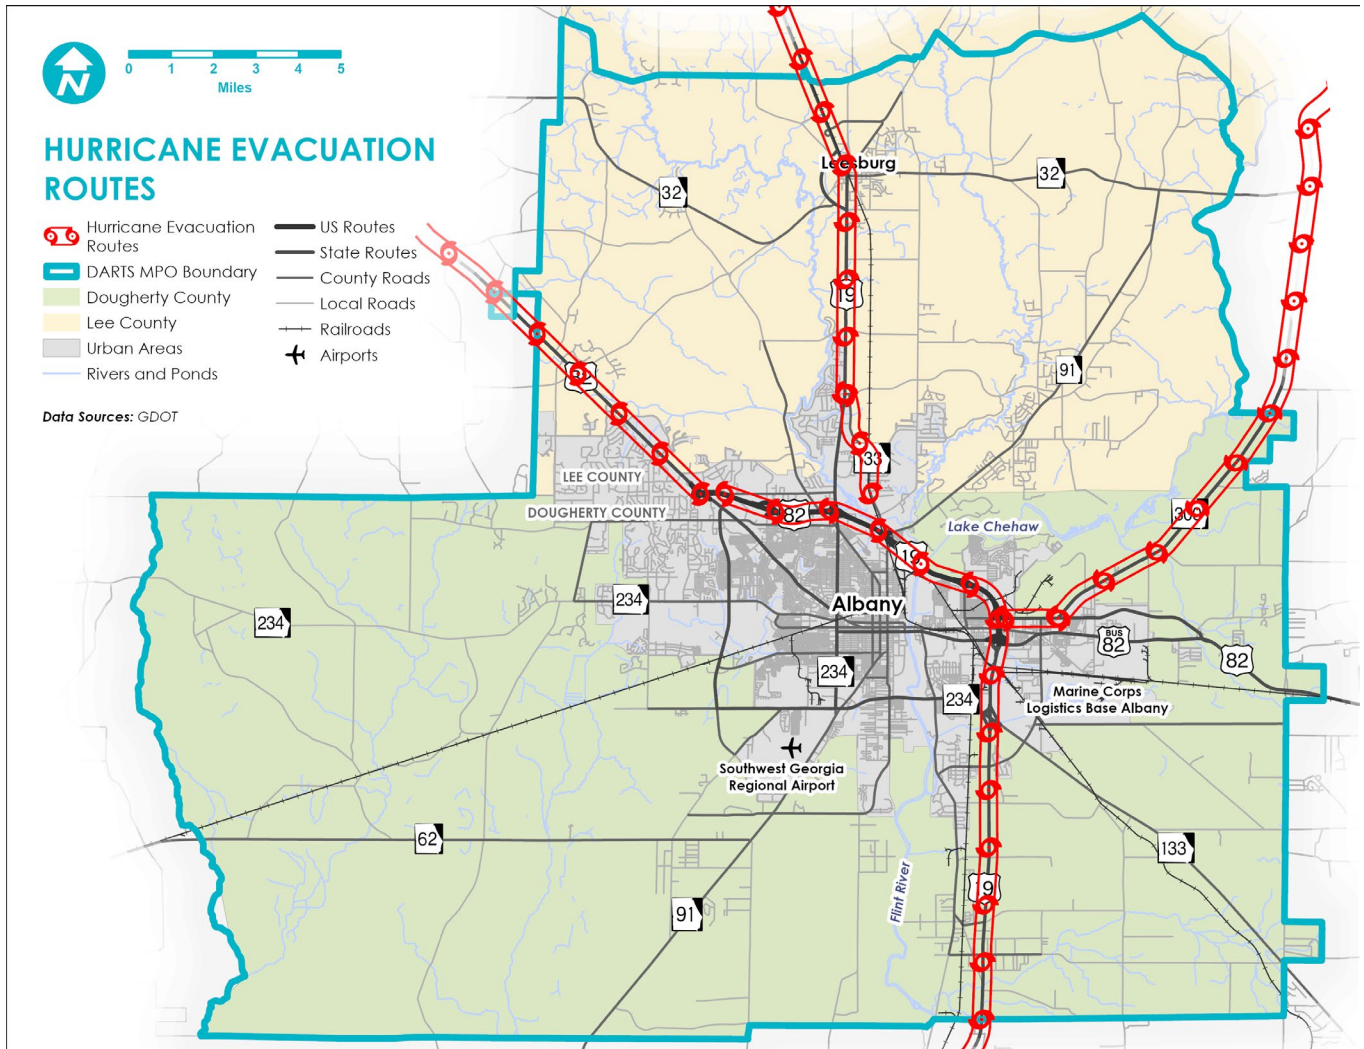 0 1 2 3 4 5
Miles
N
HURRICANE EVACUATION
ROUTES
Hurricane Evacuation
Routes
DARTS MPO Boundary
Dougherty County
Lee County
Urban Areas
Rivers and Ponds
US Routes
State Routes
County Roads
Local Roads
Railroads
Airports
Data Sources: GDOT
Leesburg
32
32
19
82
91
133
LEE COUNTY
DOUGHERTY COUNTY
82
300
Lake Chehaw
19
234
234
Albany
BUS
82
82
234
234
Marine Corps
Logistics Base Albany
Southwest Georgia
Regional Airport
62
133
Flint River
19
91